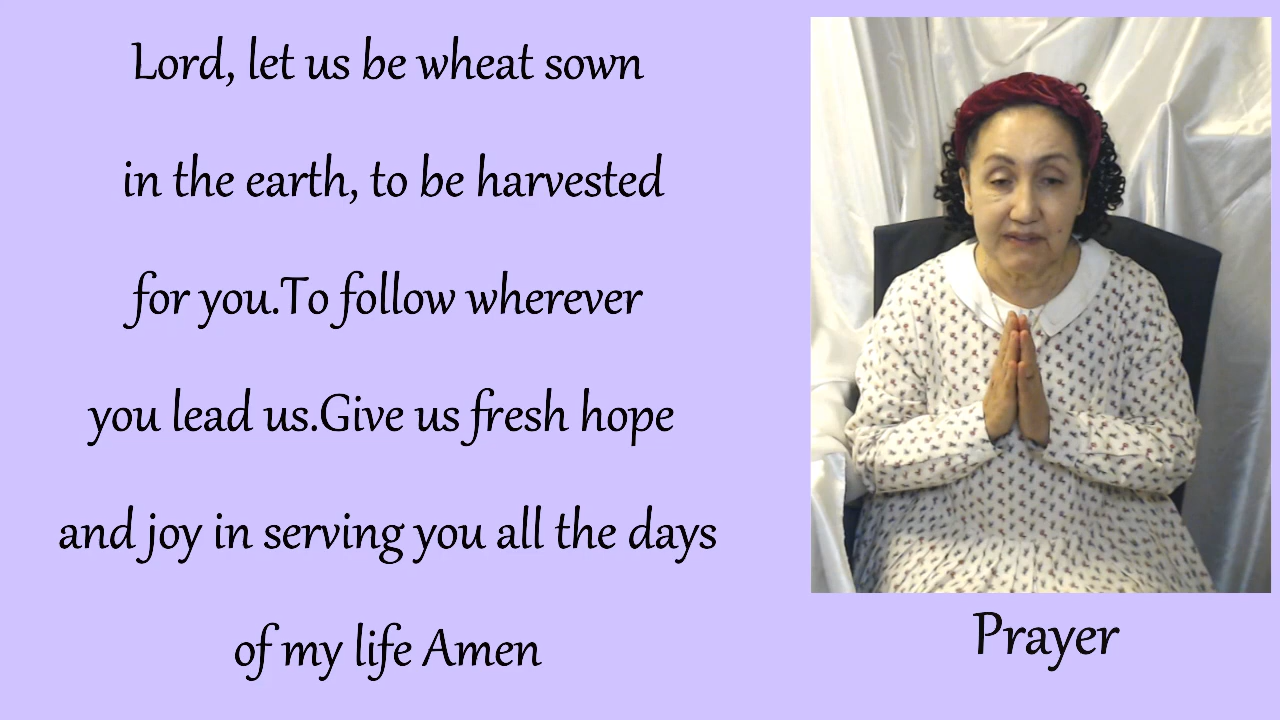 Lord, let us be wheat sown
in the earth, to be harvested
for you.To follow wherever
you lead us.Give us fresh hope
and joy in serving you all the days
of my life Amen
Prayer